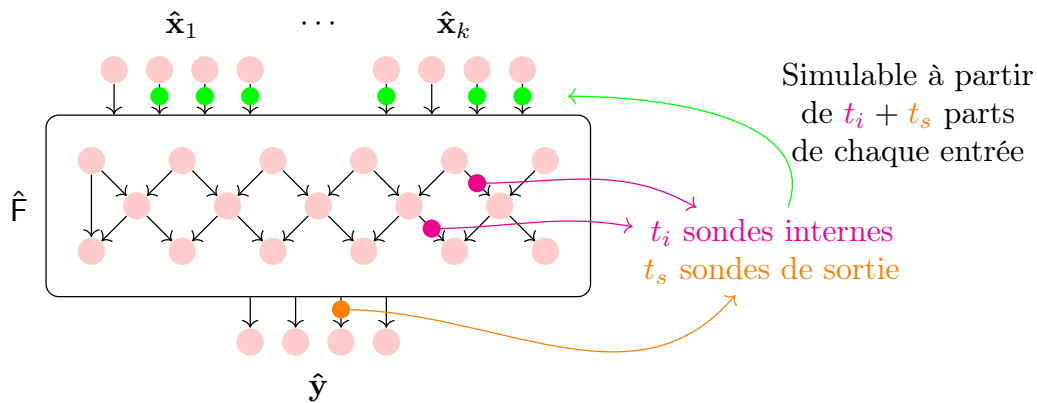 x̂₁ ··· x̂ₖ
Simulable à partir
de tᵢ + tₛ parts
de chaque entrée
F̂
tᵢ sondes internes
tₛ sondes de sortie
ŷ